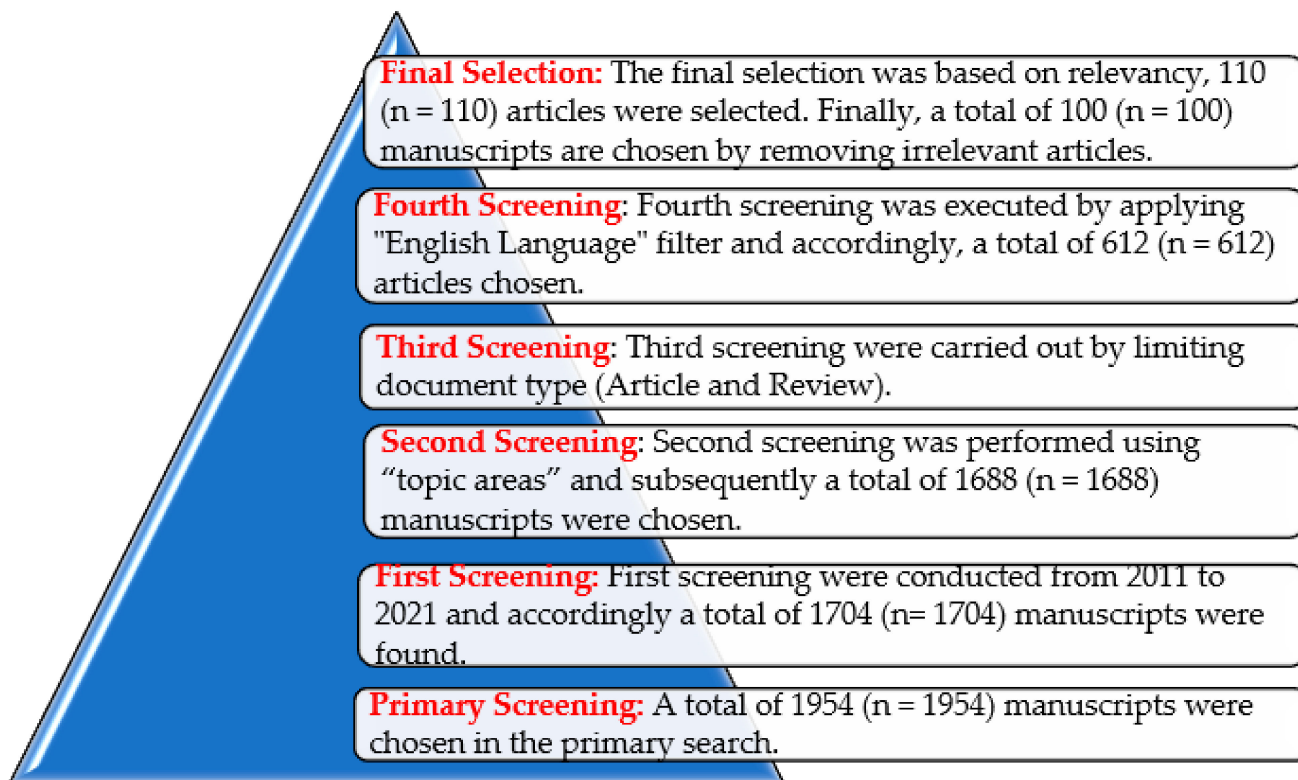 Final Selection: The final selection was based on relevancy, 110
(n = 110) articles were selected. Finally, a total of 100 (n = 100)
manuscripts are chosen by removing irrelevant articles.
Fourth Screening: Fourth screening was executed by applying
"English Language" filter and accordingly, a total of 612 (n = 612)
articles chosen.
Third Screening: Third screening were carried out by limiting
document type (Article and Review).
Second Screening: Second screening was performed using
“topic areas” and subsequently a total of 1688 (n = 1688)
manuscripts were chosen.
First Screening: First screening were conducted from 2011 to
2021 and accordingly a total of 1704 (n= 1704) manuscripts were
found.
Primary Screening: A total of 1954 (n = 1954) manuscripts were
chosen in the primary search.